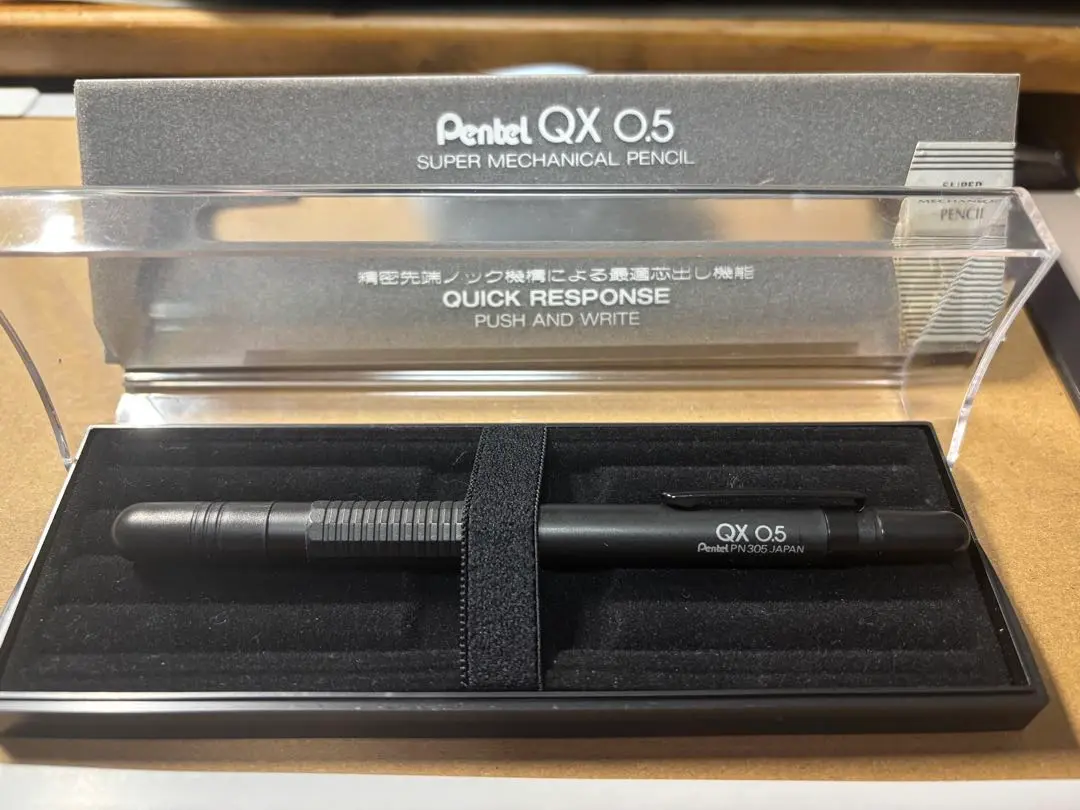 Pentel QX 0.5
SUPER MECHANICAL PENCIL
SUPER
MECHANICAL
PENCIL
精密先端ノック機構による最適芯出し機能
QUICK RESPONSE
PUSH AND WRITE
QX 0.5
Pentel PN305 JAPAN